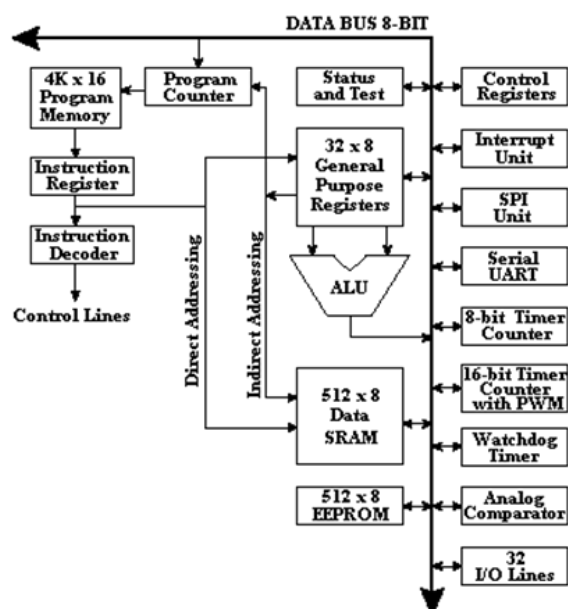 DATA BUS 8-BIT
4K x 16
Program
Memory
Program
Counter
Status
and Test
Control
Registers
Instruction
Register
32 x 8
General
Purpose
Registers
Interrupt
Unit
SPI
Unit
Instruction
Decoder
Control Lines
Direct Addressing
Indirect Addressing
ALU
Serial
UART
8-bit Timer
Counter
512 x 8
Data
SRAM
16-bit Timer
Counter
with PWM
Watchdog
Timer
512 x 8
EEPROM
Analog
Comparator
32
I/O Lines